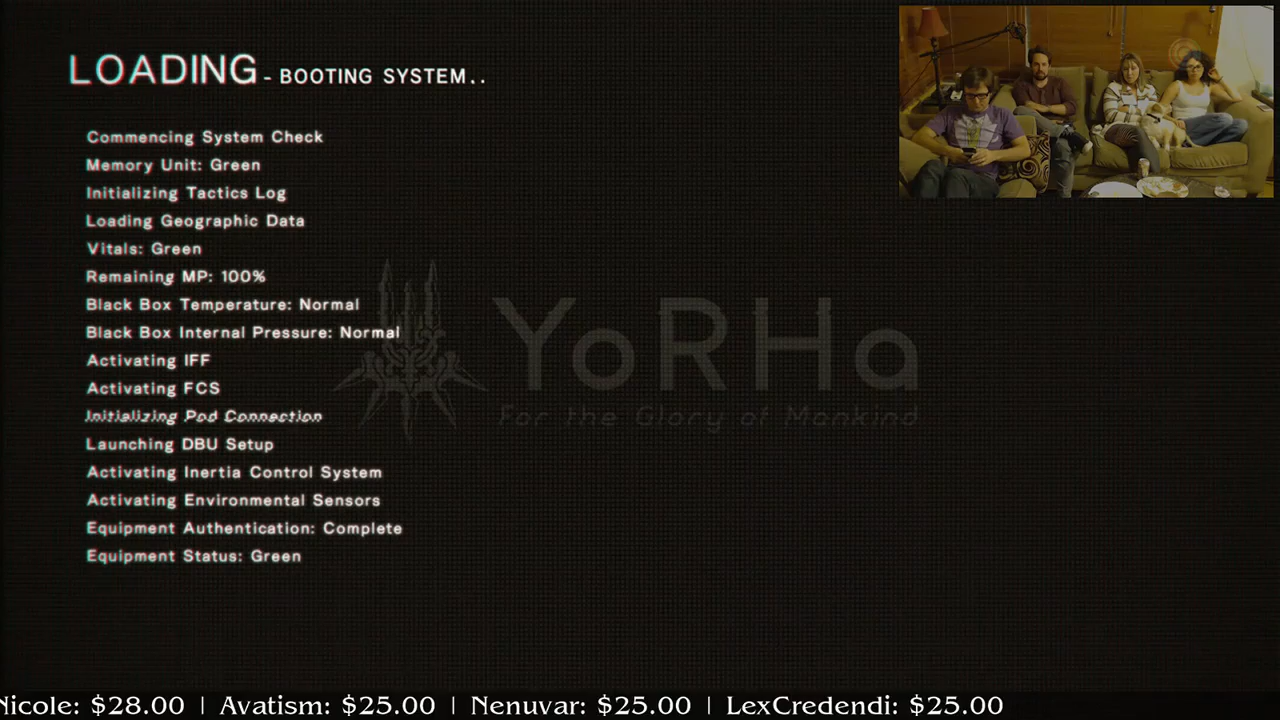 LOADING - BOOTING SYSTEM..
Commencing System Check
Memory Unit: Green
Initializing Tactics Log
Loading Geographic Data
Vitals: Green
Remaining MP: 100%
Black Box Temperature: Normal
Black Box Internal Pressure: Normal
Activating IFF
Activating FCS
Initializing Pod Connection
Launching DBU Setup
Activating Inertia Control System
Activating Environmental Sensors
Equipment Authentication: Complete
Equipment Status: Green
YoRHa
For the Glory of Mankind
Nicole: $28.00 | Avatism: $25.00 | Nenuvar: $25.00 | LexCredendi: $25.00